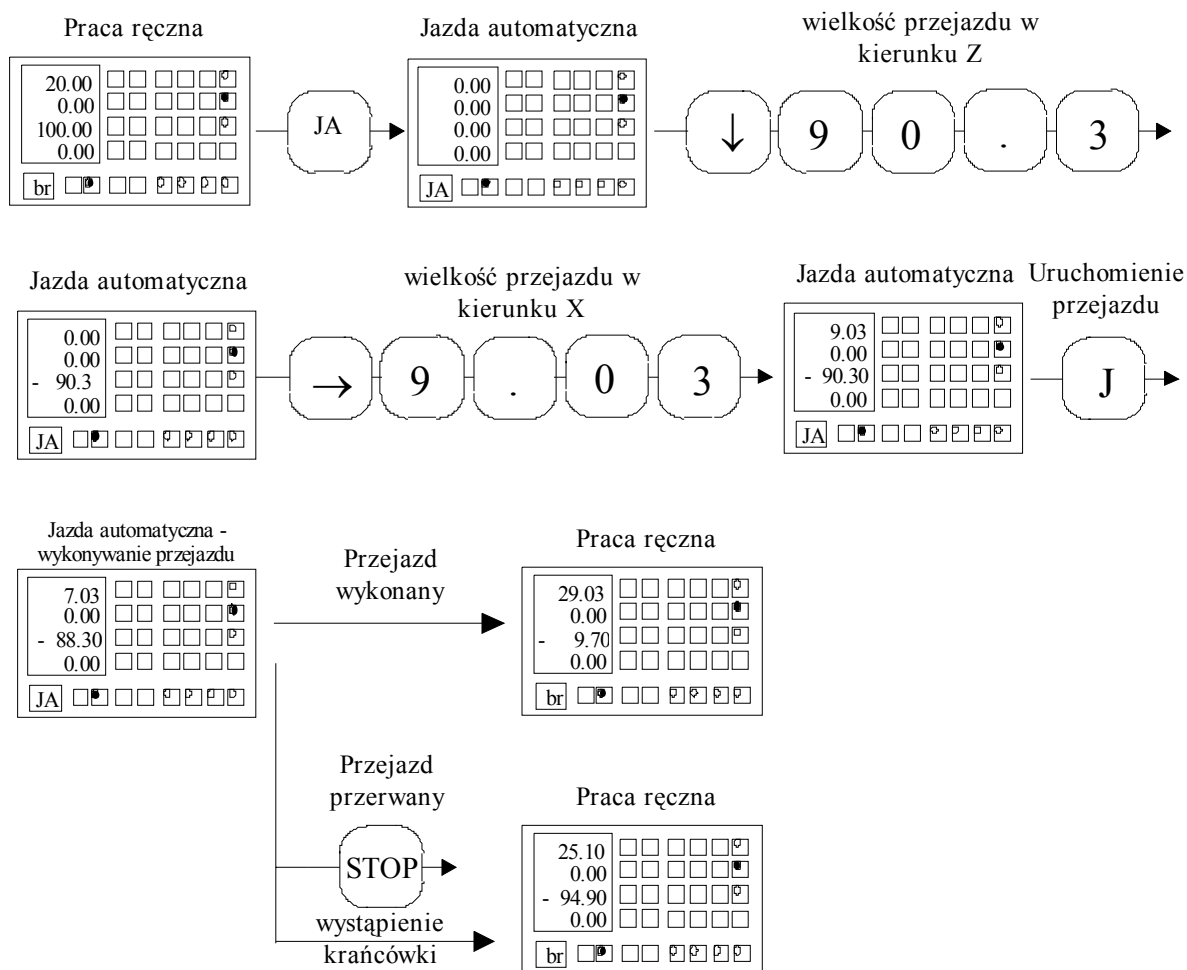 Praca ręczna
Jazda automatyczna
wielkość przejazdu w
kierunku Z
20.00
0.00
100.00
0.00
br
JA
0.00
0.00
0.00
0.00
JA
↓ 9 0 . 3
Jazda automatyczna
wielkość przejazdu w
kierunku X
Jazda automatyczna
Uruchomienie
przejazdu
0.00
0.00
- 90.3
0.00
JA
→ 9 . 0 3
9.03
0.00
- 90.30
0.00
JA
J
Jazda automatyczna -
wykonywanie przejazdu
7.03
0.00
- 88.30
0.00
JA
Przejazd
wykonany
Praca ręczna
29.03
0.00
- 9.70
0.00
br
Przejazd
przerwany
STOP
wystąpienie
krańcówki
Praca ręczna
25.10
0.00
- 94.90
0.00
br